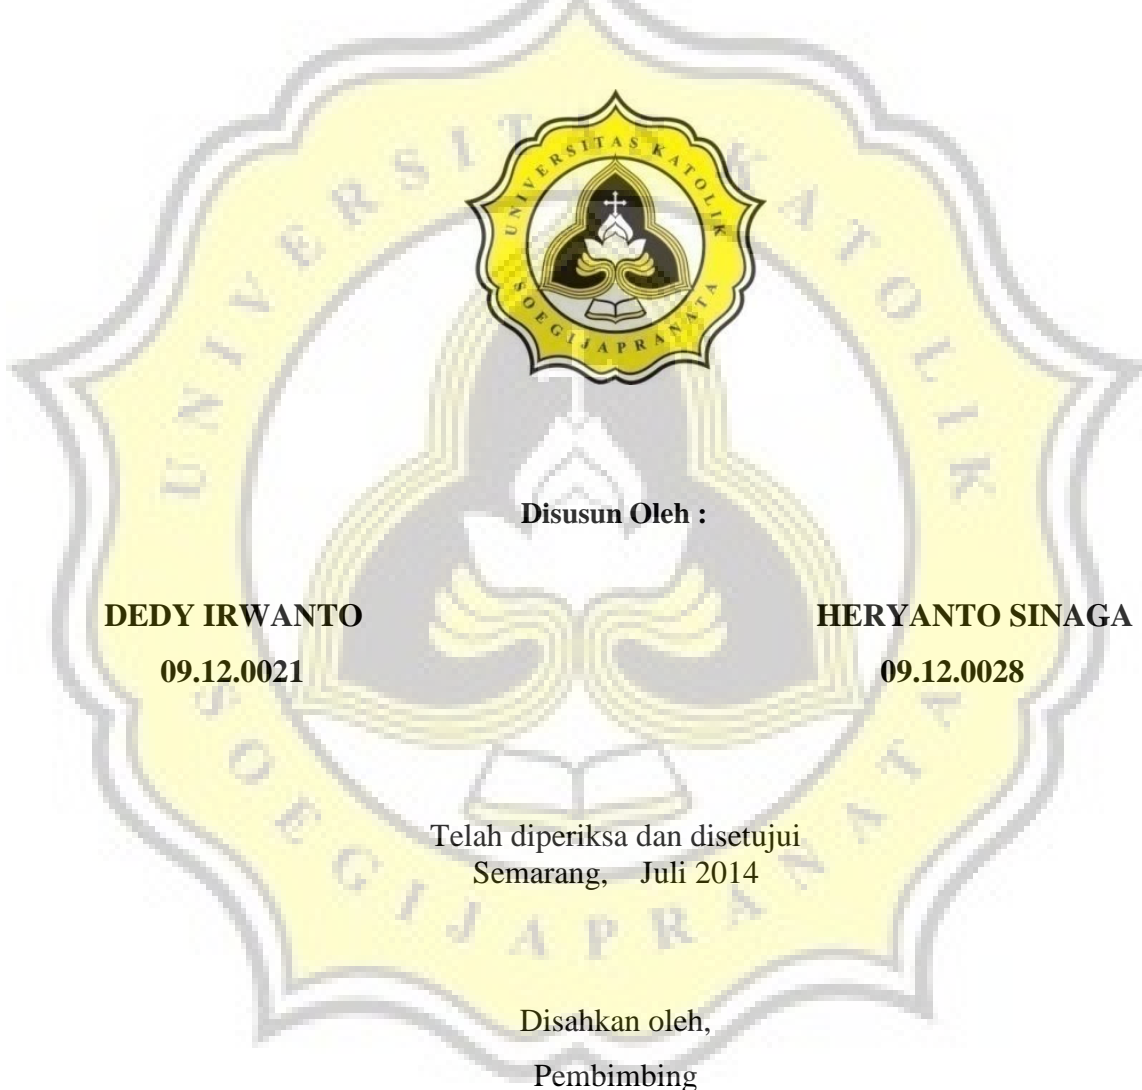 UNIVERSITAS KATOLIK
SOEGIJAPRANATA
Disusun Oleh :
DEDY IRWANTO HERYANTO SINAGA
09.12.0021 09.12.0028
Telah diperiksa dan disetujui
Semarang, Juli 2014
Disahkan oleh,
Pembimbing